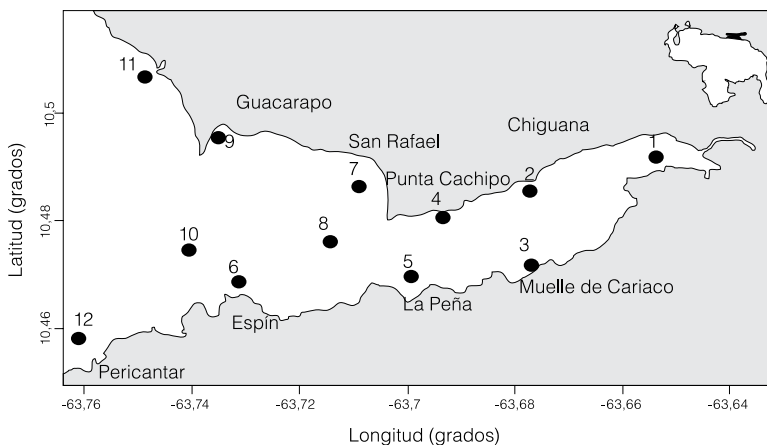 11
Guacarapo
9
San Rafael
Chiguana
1
7
Punta Cachipo
2
4
8
10
6
5
3
Muelle de Cariaco
La Peña
Espín
12
Pericantar
10,5
10,48
10,46
Latitud (grados)
-63,76
-63,74
-63,72
-63,7
-63,68
-63,66
-63,64
Longitud (grados)